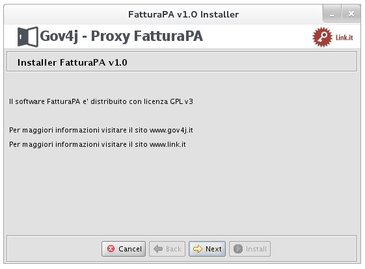 FatturaPA v1.0 Installer
Gov4j - Proxy FatturaPA
Link.it
Installer FatturaPA v1.0
Il software FatturaPA e' distribuito con licenza GPL v3
Per maggiori informazioni visitare il sito www.gov4j.it
Per maggiori informazioni visitare il sito www.link.it
Cancel Back Next Install